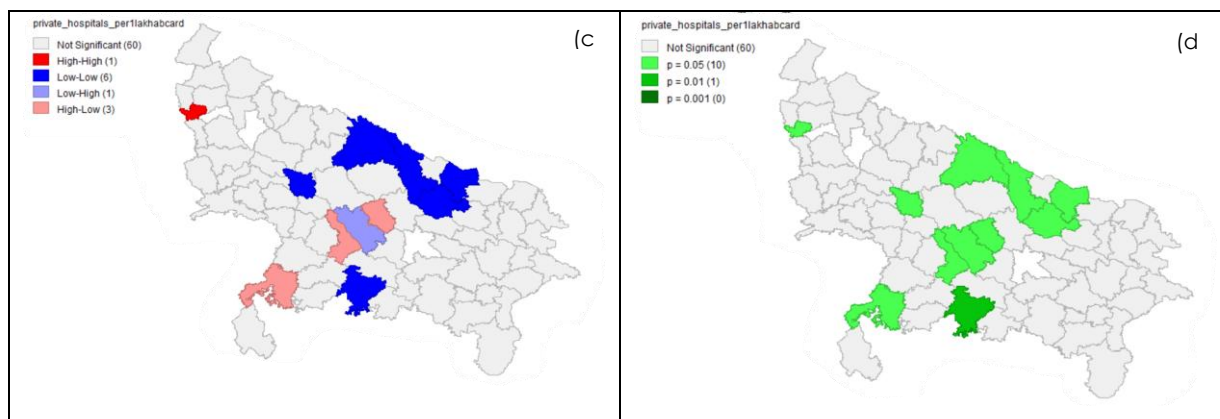 private_hospitals_per1lakhabcard
Not Significant (60)
High-High (1)
Low-Low (6)
Low-High (1)
High-Low (3)
(c
private_hospitals_per1lakhabcard
Not Significant (60)
p = 0.05 (10)
p = 0.01 (1)
p = 0.001 (0)
(d